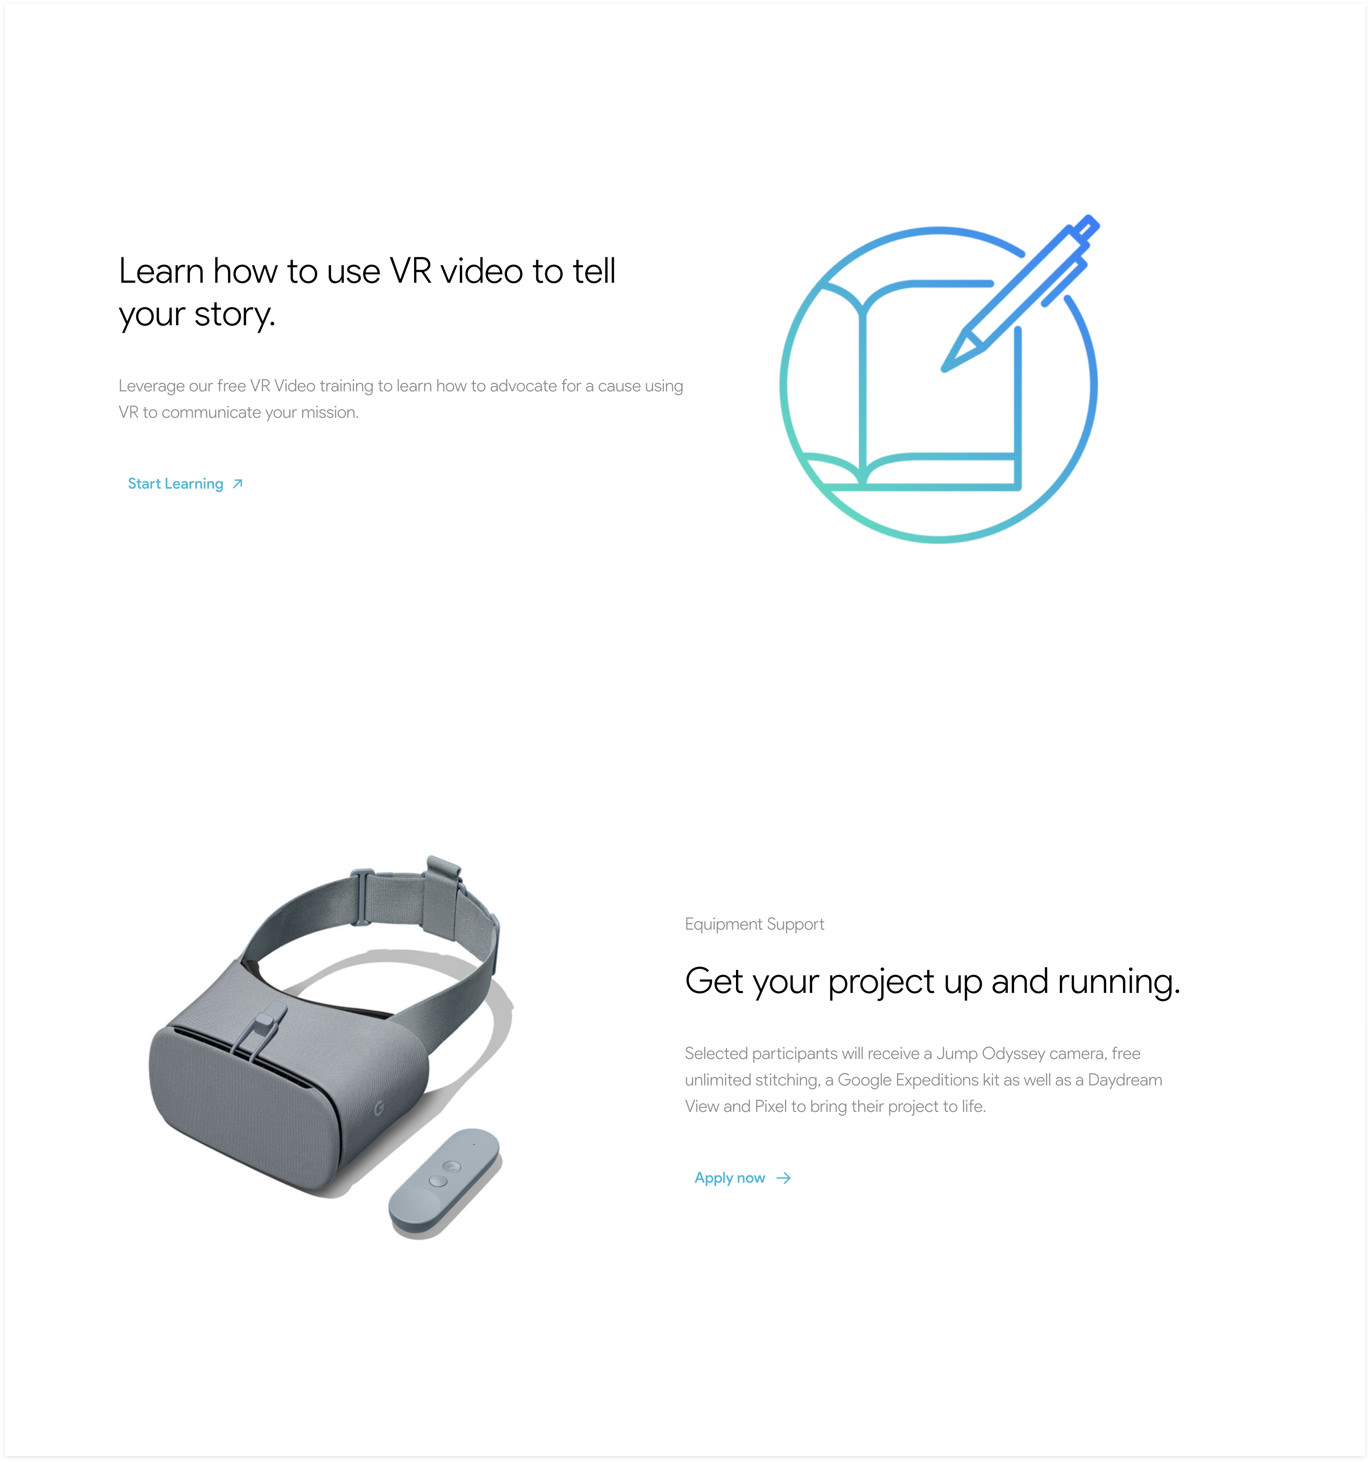 Learn how to use VR video to tell
your story.
Leverage our free VR Video training to learn how to advocate for a cause using
VR to communicate your mission.
Start Learning
Equipment Support
Get your project up and running.
Selected participants will receive a Jump Odyssey camera, free
unlimited stitching, a Google Expeditions kit as well as a Daydream
View and Pixel to bring their project to life.
Apply now